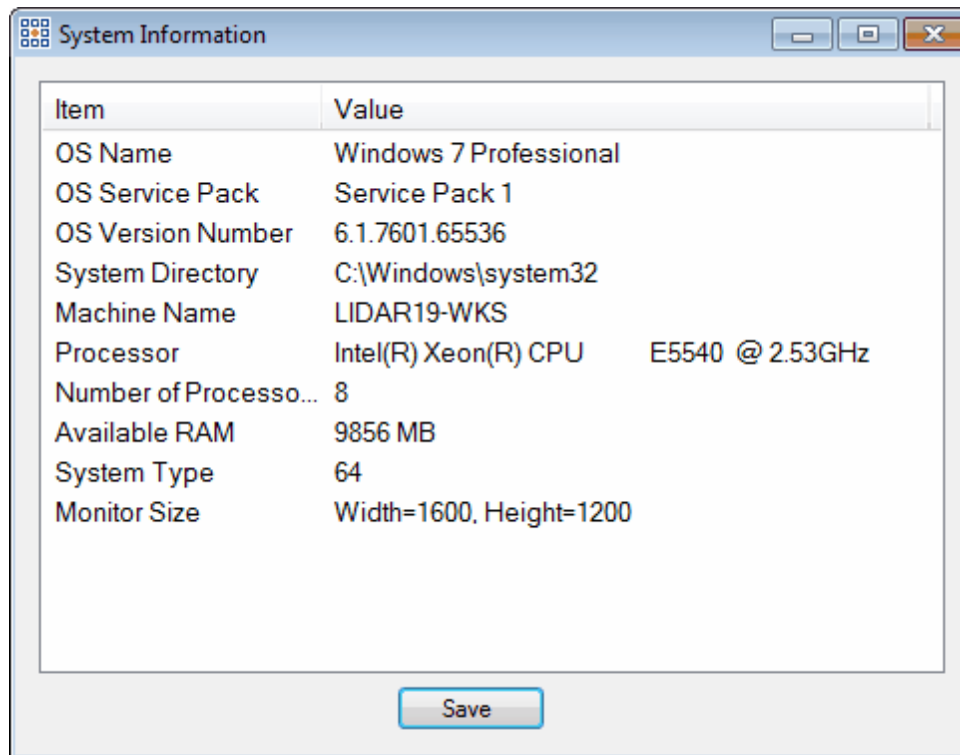 System Information
Item Value
OS Name Windows 7 Professional
OS Service Pack Service Pack 1
OS Version Number 6.1.7601.65536
System Directory C:\Windows\system32
Machine Name LIDAR19-WKS
Processor Intel(R) Xeon(R) CPU E5540 @ 2.53GHz
Number of Processo... 8
Available RAM 9856 MB
System Type 64
Monitor Size Width=1600, Height=1200
Save